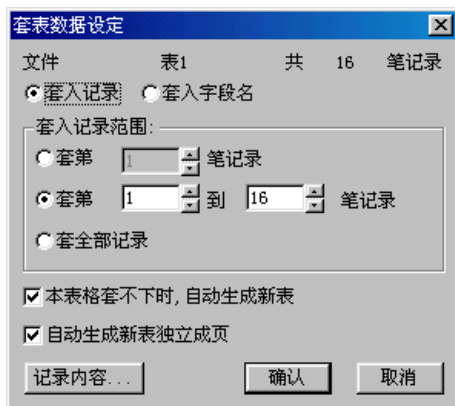 套表数据设定
文件 表1 共 16 笔记录
套入记录 套入字段名
套入记录范围:
套第 1 笔记录
套第 1 到 16 笔记录
套全部记录
本表格套不下时, 自动生成新表
自动生成新表独立成页
记录内容... 确认 取消